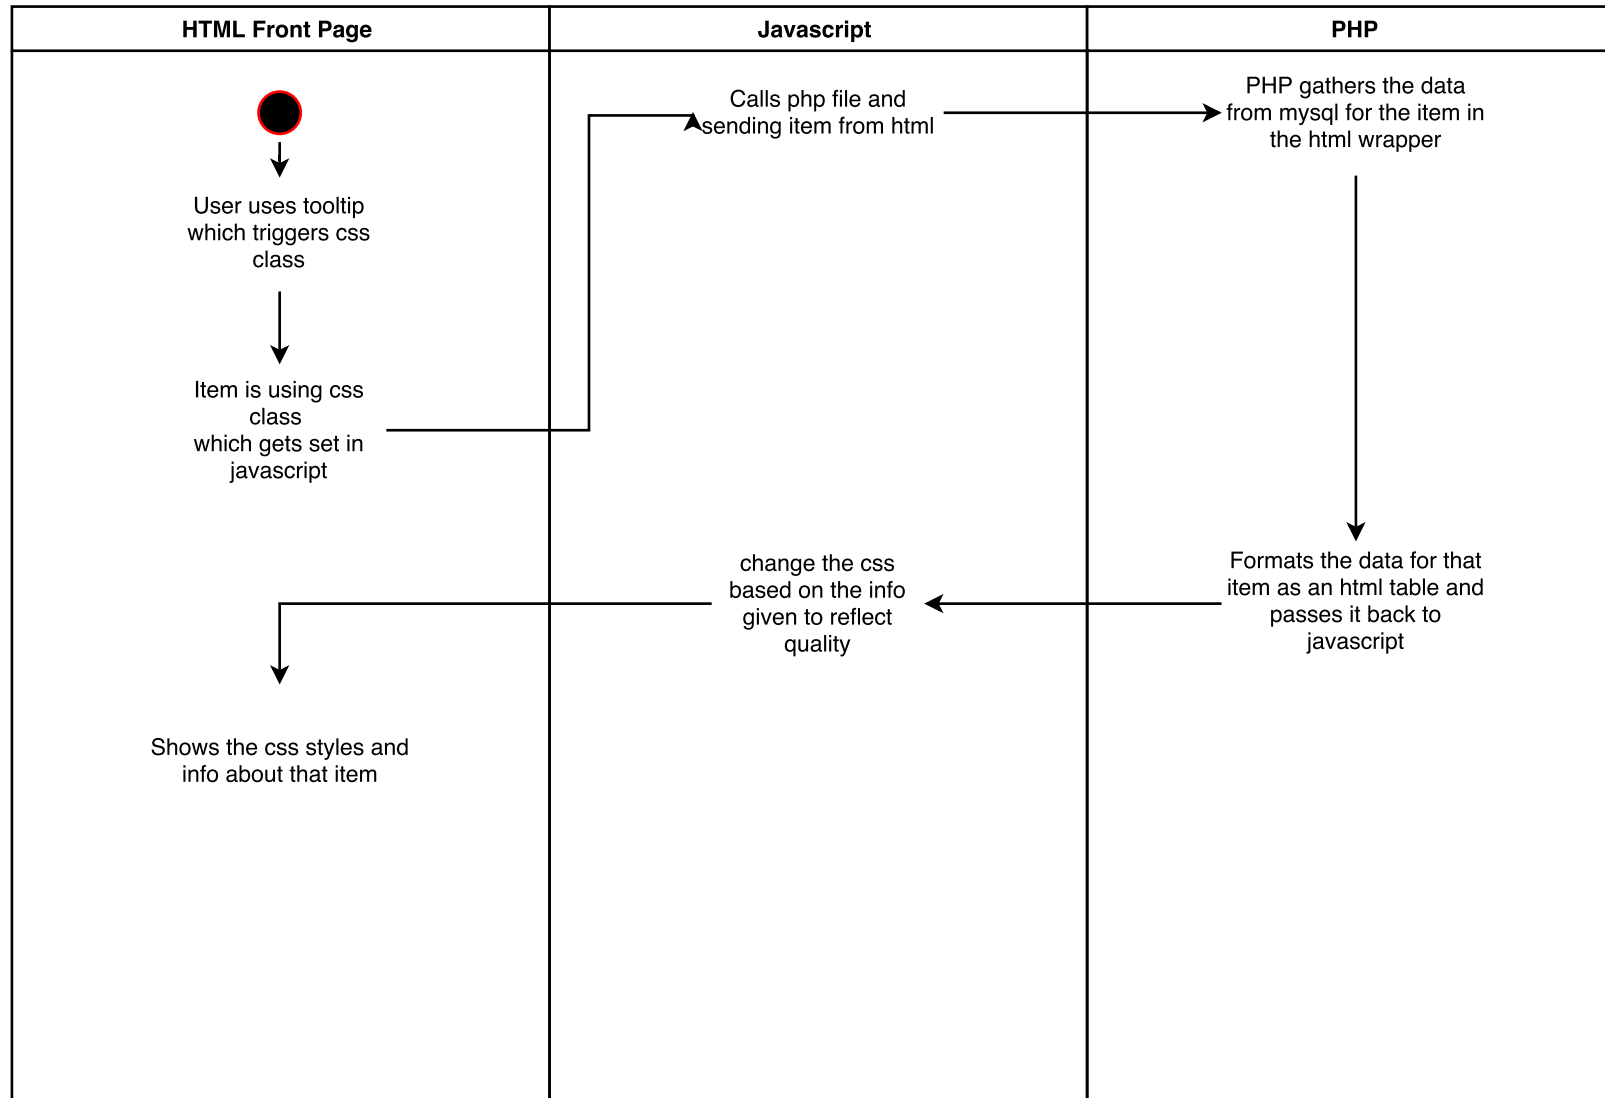 HTML Front Page
Javascript
PHP
User uses tooltip
which triggers css
class
Item is using css
class
which gets set in
javascript
Calls php file and
sending item from html
PHP gathers the data
from mysql for the item in
the html wrapper
Formats the data for that
item as an html table and
passes it back to
javascript
change the css
based on the info
given to reflect
quality
Shows the css styles and
info about that item